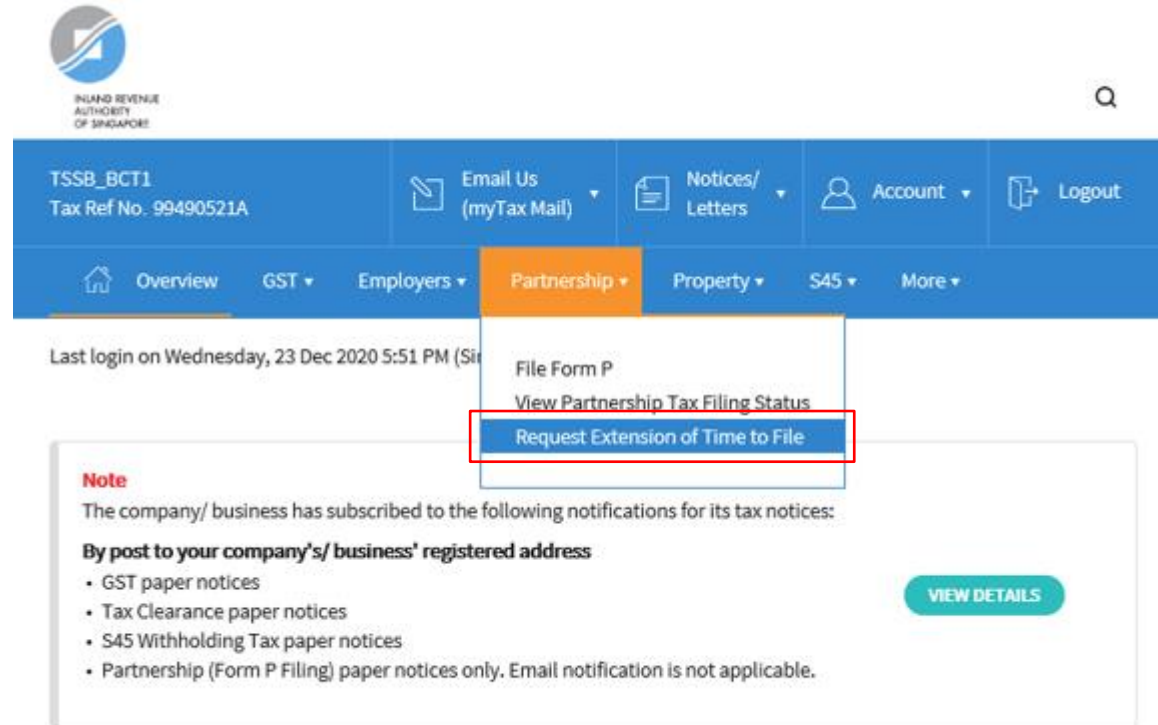 INLAND REVENUE
AUTHORITY
OF SINGAPORE
TSSB_BCT1
Tax Ref No. 99490521A
Email Us
(myTax Mail)
Notices/
Letters
Account
Logout
Overview
GST
Employers
Partnership
Property
S45
More
Last login on Wednesday, 23 Dec 2020 5:51 PM (Si
File Form P
View Partnership Tax Filing Status
Request Extension of Time to File
Note
The company/ business has subscribed to the following notifications for its tax notices:
By post to your company's/ business' registered address
• GST paper notices
• Tax Clearance paper notices
• S45 Withholding Tax paper notices
• Partnership (Form P Filing) paper notices only. Email notification is not applicable.
VIEW DETAILS